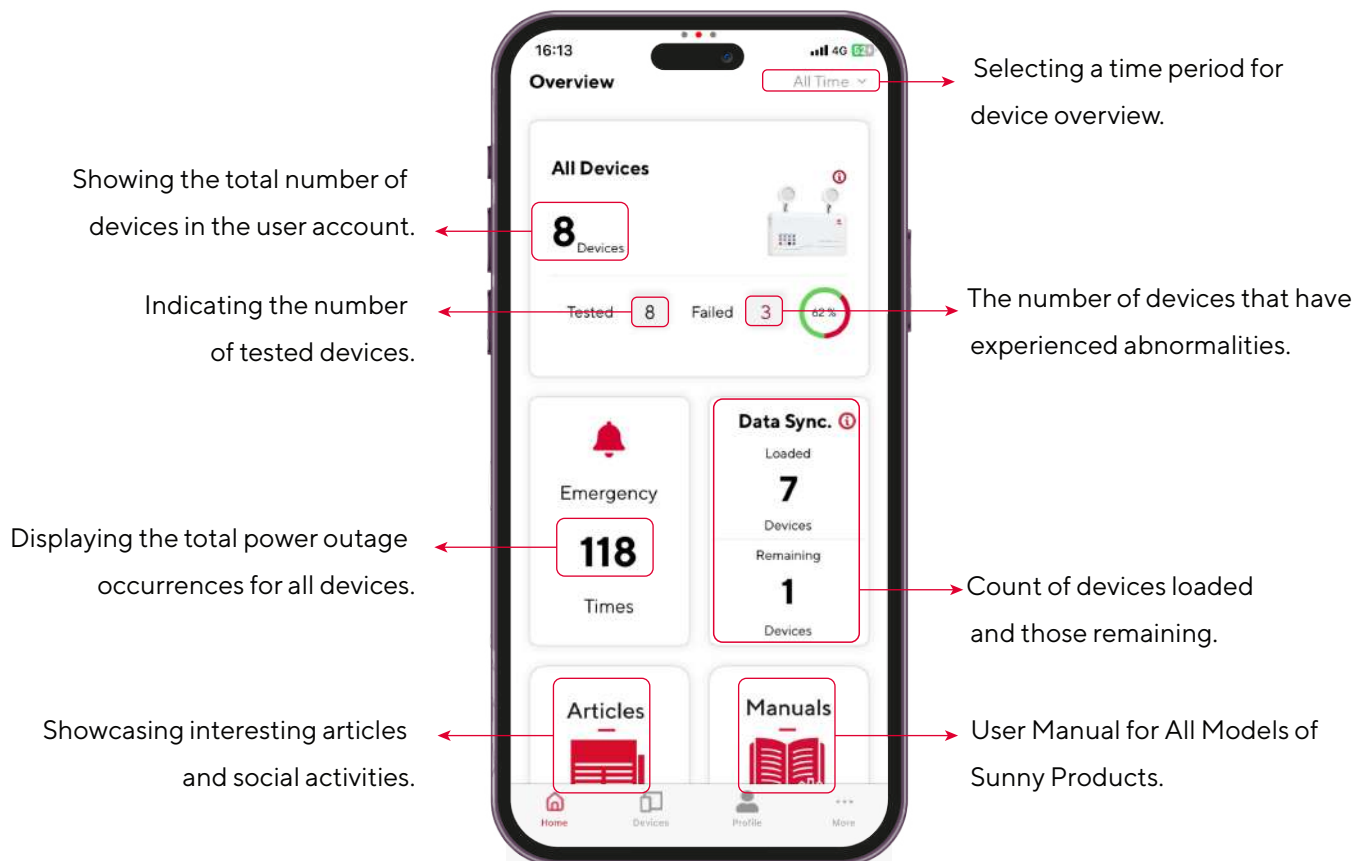 16:13
4G 52
Overview
All Time
Selecting a time period for
device overview.
All Devices
Showing the total number of
devices in the user account.
8 Devices
Indicating the number
of tested devices.
Tested 8 Failed 3 62 %
The number of devices that have
experienced abnormalities.
Emergency
118
Times
Displaying the total power outage
occurrences for all devices.
Data Sync.
Loaded
7
Devices
Remaining
1
Devices
Count of devices loaded
and those remaining.
Articles
Showcasing interesting articles
and social activities.
Manuals
User Manual for All Models of
Sunny Products.
Home Devices Profile More